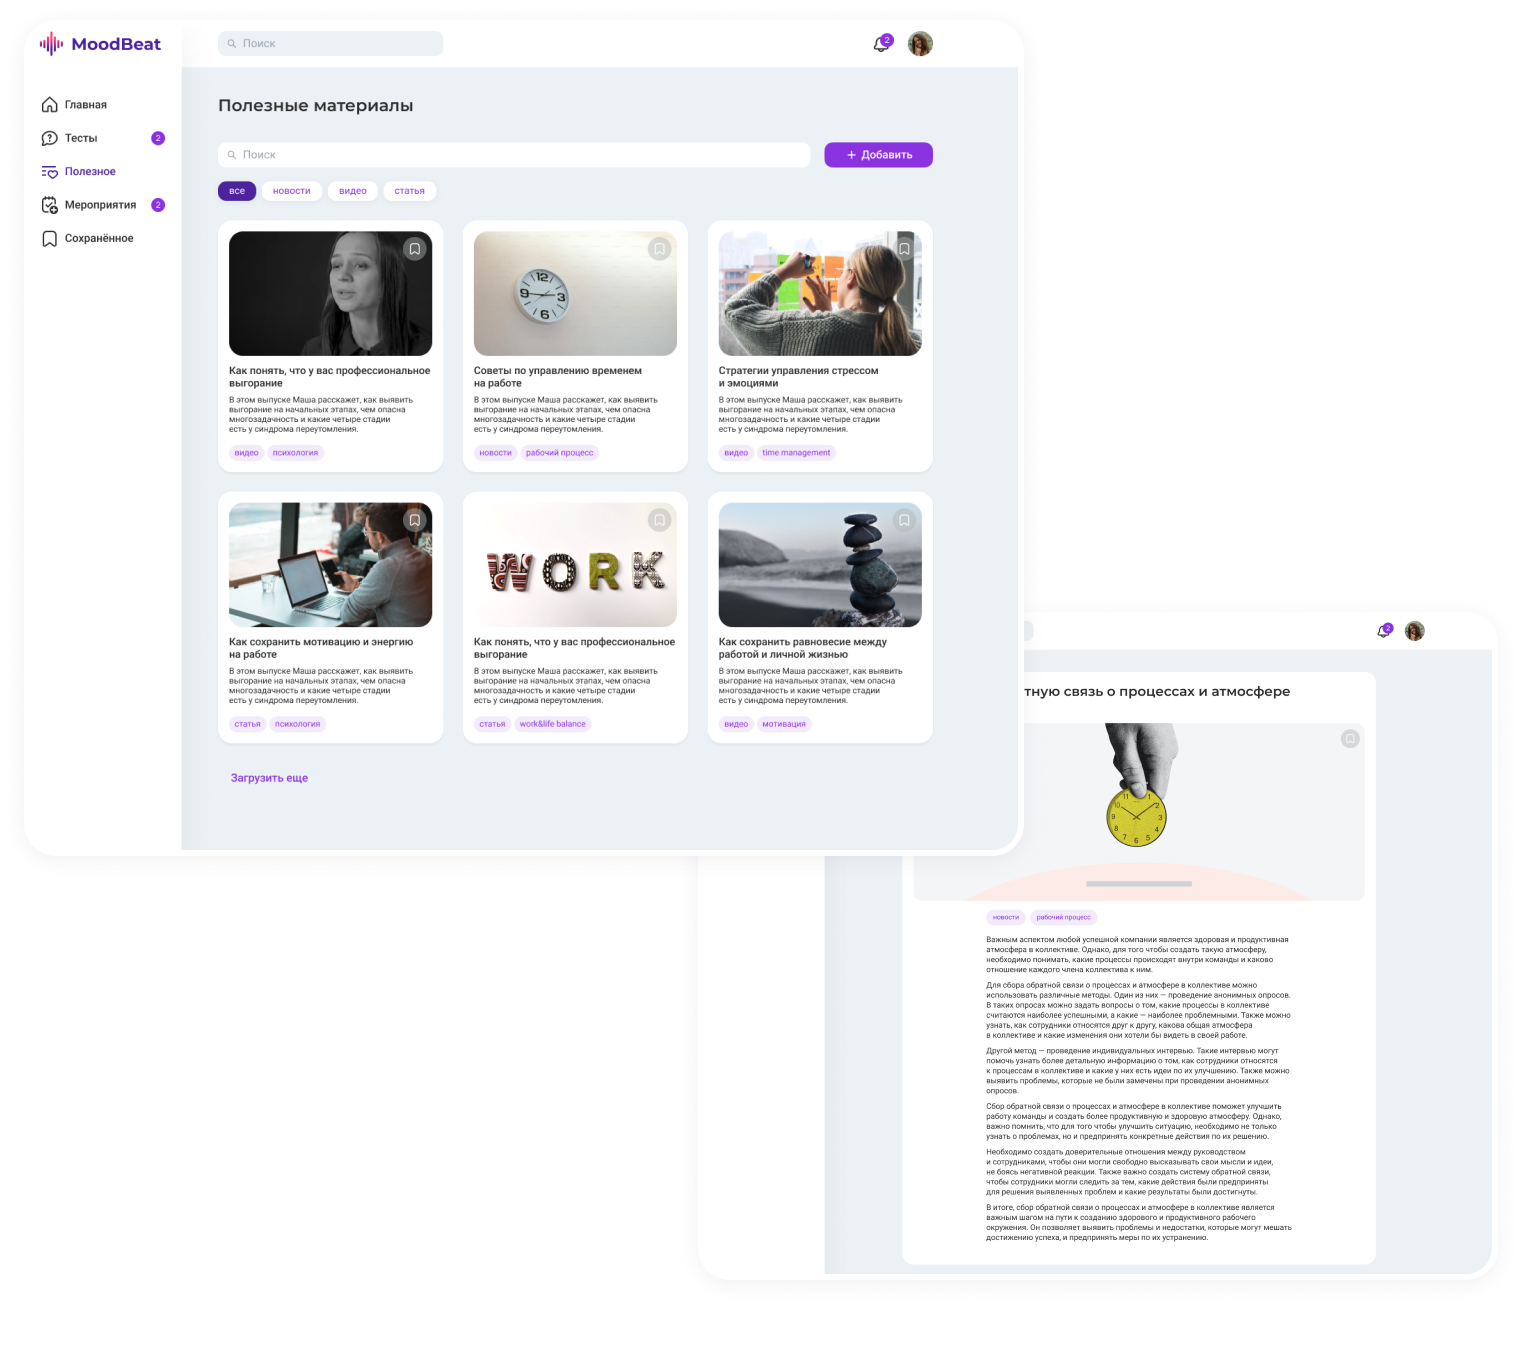 MoodBeat
Поиск
2
Главная
Тесты
2
Полезное
Мероприятия
2
Сохранённое
Полезные материалы
Поиск
+ Добавить
все
новости
видео
статья
Как понять, что у вас профессиональное
выгорание
В этом выпуске Маша расскажет, как выявить
выгорание на начальных этапах, чем опасна
многозадачность и какие четыре стадии
есть у синдрома переутомления.
видео
психология
12
9
3
6
Советы по управлению временем
на работе
В этом выпуске Маша расскажет, как выявить
выгорание на начальных этапах, чем опасна
многозадачность и какие четыре стадии
есть у синдрома переутомления.
новости
рабочий процесс
Стратегии управления стрессом
и эмоциями
В этом выпуске Маша расскажет, как выявить
выгорание на начальных этапах, чем опасна
многозадачность и какие четыре стадии
есть у синдрома переутомления.
видео
time management
Как сохранить мотивацию и энергию
на работе
В этом выпуске Маша расскажет, как выявить
выгорание на начальных этапах, чем опасна
многозадачность и какие четыре стадии
есть у синдрома переутомления.
статья
психология
WORK
Как понять, что у вас профессиональное
выгорание
В этом выпуске Маша расскажет, как выявить
выгорание на начальных этапах, чем опасна
многозадачность и какие четыре стадии
есть у синдрома переутомления.
статья
work&life balance
Как сохранить равновесие между
работой и личной жизнью
В этом выпуске Маша расскажет, как выявить
выгорание на начальных этапах, чем опасна
многозадачность и какие четыре стадии
есть у синдрома переутомления.
видео
мотивация
Загрузить еще
2
тную связь о процессах и атмосфере
11 1
10 2
9 3
8 4
7 6 5
новости
рабочий процесс
Важным аспектом любой успешной компании является здоровая и продуктивная
атмосфера в коллективе. Однако, для того чтобы создать такую атмосферу,
необходимо понимать, какие процессы происходят внутри команды и каково
отношение каждого члена коллектива к ним.
Для сбора обратной связи о процессах и атмосфере в коллективе можно
использовать различные методы. Один из них — проведение анонимных опросов.
В таких опросах можно задать вопросы о том, какие процессы в коллективе
считаются наиболее успешными, а какие — наиболее проблемными. Также можно
узнать, как сотрудники относятся друг к другу, какова общая атмосфера
в коллективе и какие изменения они хотели бы видеть в своей работе.
Другой метод — проведение индивидуальных интервью. Такие интервью могут
помочь узнать более детальную информацию о том, как сотрудники относятся
к процессам в коллективе и какие у них есть идеи по их улучшению. Также можно
выявить проблемы, которые не были замечены при проведении анонимных
опросов.
Сбор обратной связи о процессах и атмосфере в коллективе поможет улучшить
работу команды и создать более продуктивную и здоровую атмосферу. Однако,
важно помнить, что для того чтобы улучшить ситуацию, необходимо не только
узнать о проблемах, но и предпринять конкретные действия по их решению.
Необходимо создать доверительные отношения между руководством
и сотрудниками, чтобы они могли свободно высказывать свои мысли и идеи,
не боясь негативной реакции. Также важно создать систему обратной связи,
чтобы сотрудники могли следить за тем, какие действия были предприняты
для решения выявленных проблем и какие результаты были достигнуты.
В итоге, сбор обратной связи о процессах и атмосфере в коллективе является
важным шагом на пути к созданию здорового и продуктивного рабочего
окружения. Он позволяет выявить проблемы и недостатки, которые могут мешать
достижению успеха, и предпринять меры по их устранению.